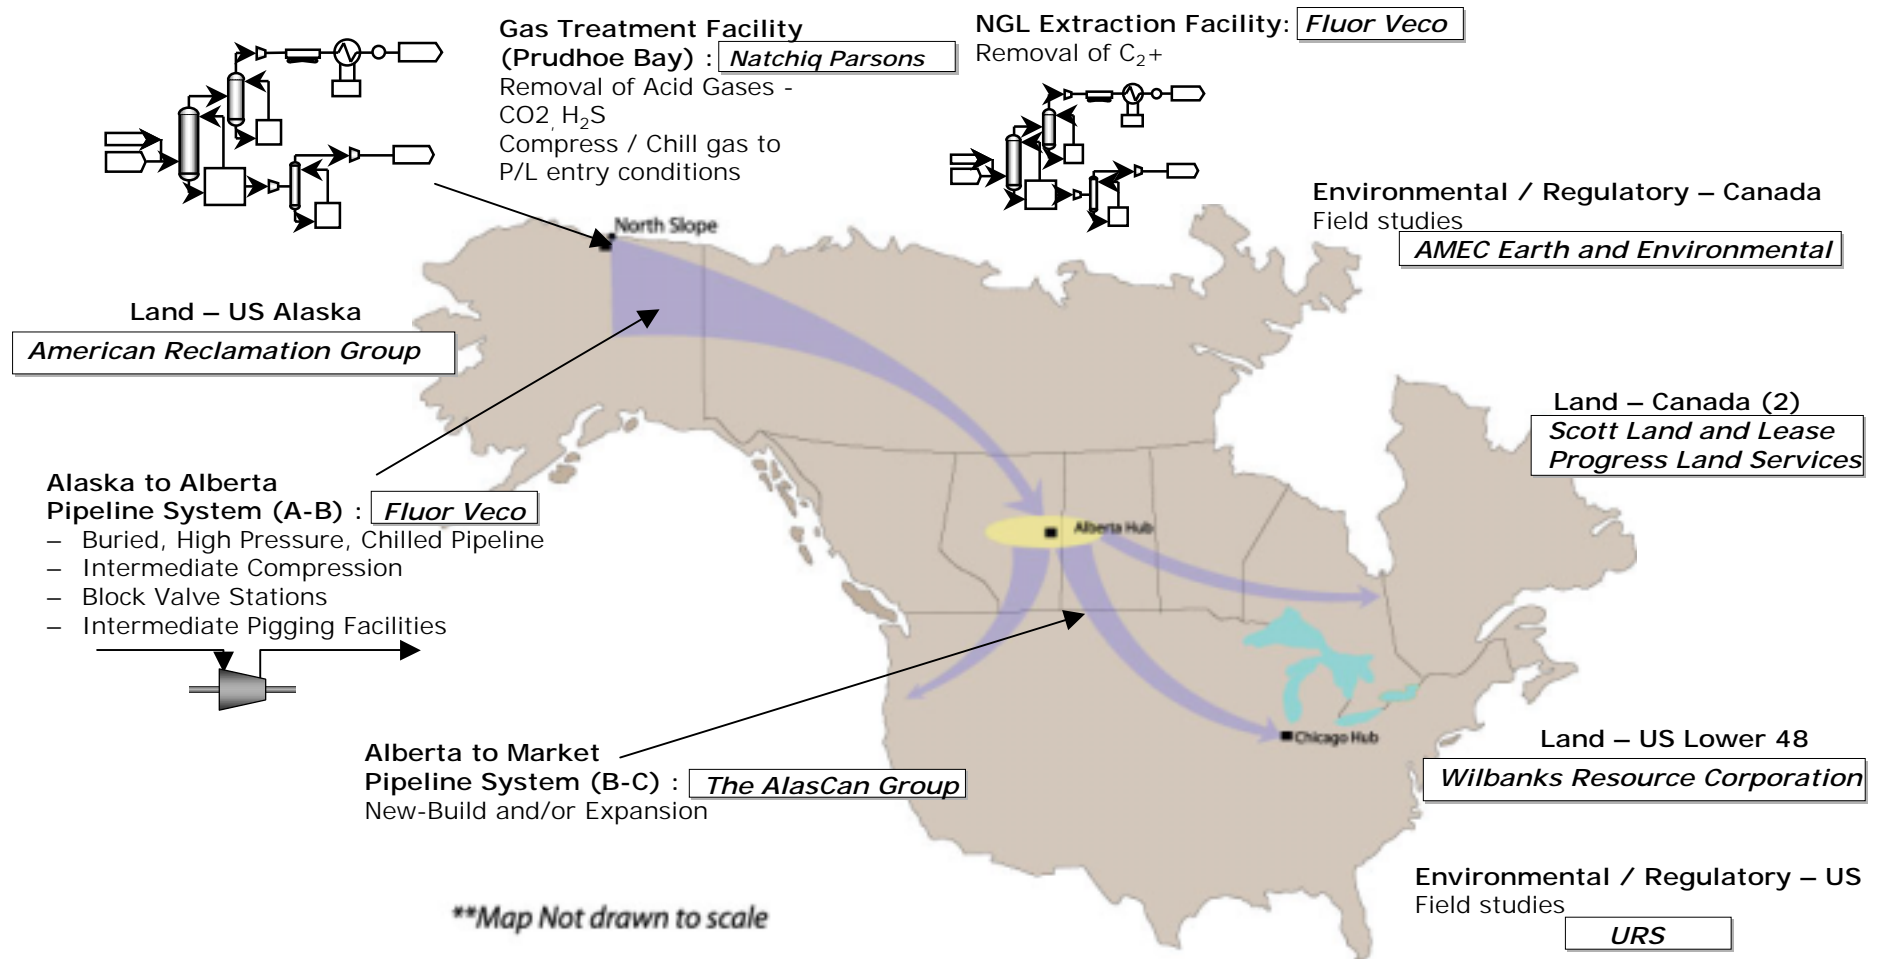 Gas Treatment Facility
(Prudhoe Bay) : Natchiq Parsons
Removal of Acid Gases -
CO2, H₂S
Compress / Chill gas to
P/L entry conditions
NGL Extraction Facility: Fluor Veco
Removal of C₂+
Environmental / Regulatory – Canada
Field studies
AMEC Earth and Environmental
North Slope
Land – US Alaska
American Reclamation Group
Land – Canada (2)
Scott Land and Lease
Progress Land Services
Alaska to Alberta
Pipeline System (A-B) : Fluor Veco
– Buried, High Pressure, Chilled Pipeline
– Intermediate Compression
– Block Valve Stations
– Intermediate Pigging Facilities
Alberta Hub
Chicago Hub
Alberta to Market
Pipeline System (B-C) : The AlasCan Group
New-Build and/or Expansion
Land – US Lower 48
Wilbanks Resource Corporation
Environmental / Regulatory – US
Field studies
URS
**Map Not drawn to scale